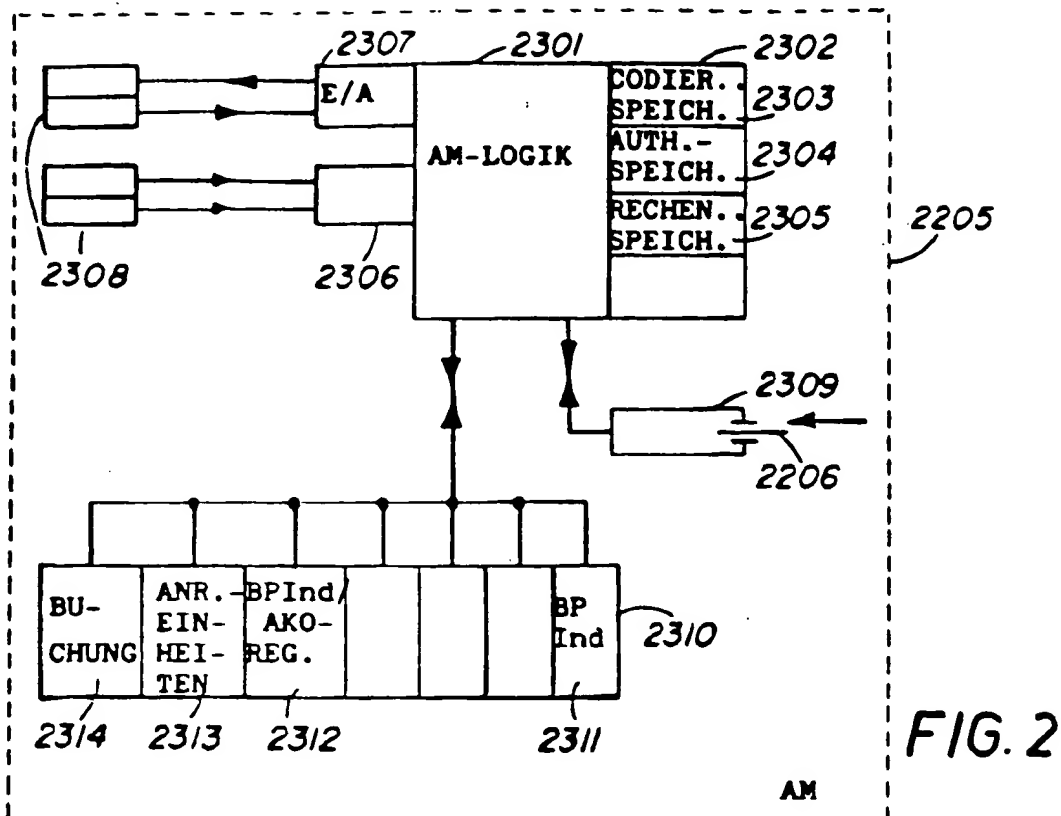 2307
2301
2302
E/A
AM-LOGIK
CODIER..
SPEICH.
2303
AUTH.-
SPEICH.
2304
RECHEN..
SPEICH.
2305
2205
2308
2306
2309
2206
BU-
CHUNG
ANR.-
EIN-
HEI-
TEN
BPInd/
AKO-
REG.
BP
Ind
2310
2314
2313
2312
2311
FIG. 2
AM